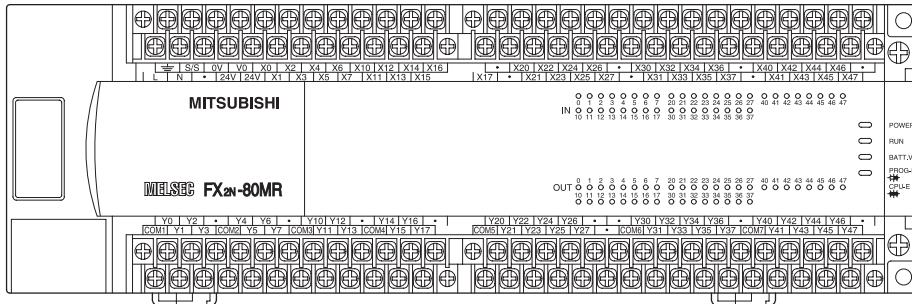 ⏚ S/S 0V V0 X0 X2 X4 X6 X10 X12 X14 X16 • X20 X22 X24 X26 • X30 X32 X34 X36 • X40 X42 X44 X46 •
L N • 24V 24V X1 X3 X5 X7 X11 X13 X15 X17 • X21 X23 X25 X27 • X31 X33 X35 X37 • X41 X43 X45 X47
MITSUBISHI
IN
0 1 2 3 4 5 6 7 20 21 22 23 24 25 26 27 40 41 42 43 44 45 46 47
10 11 12 13 14 15 16 17 30 31 32 33 34 35 36 37
POWER
RUN
BATT.V
PROG-
CPU-E
MELSEC FX2N-80MR
OUT
0 1 2 3 4 5 6 7 20 21 22 23 24 25 26 27 40 41 42 43 44 45 46 47
10 11 12 13 14 15 16 17 30 31 32 33 34 35 36 37
Y0 Y2 • Y4 Y6 • Y10 Y12 • Y14 Y16 • Y20 Y22 Y24 Y26 • • Y30 Y32 Y34 Y36 • Y40 Y42 Y44 Y46 •
COM1 Y1 Y3 COM2 Y5 Y7 COM3 Y11 Y13 COM4 Y15 Y17 COM5 Y21 Y23 Y25 Y27 • COM6 Y31 Y33 Y35 Y37 COM7 Y41 Y43 Y45 Y47